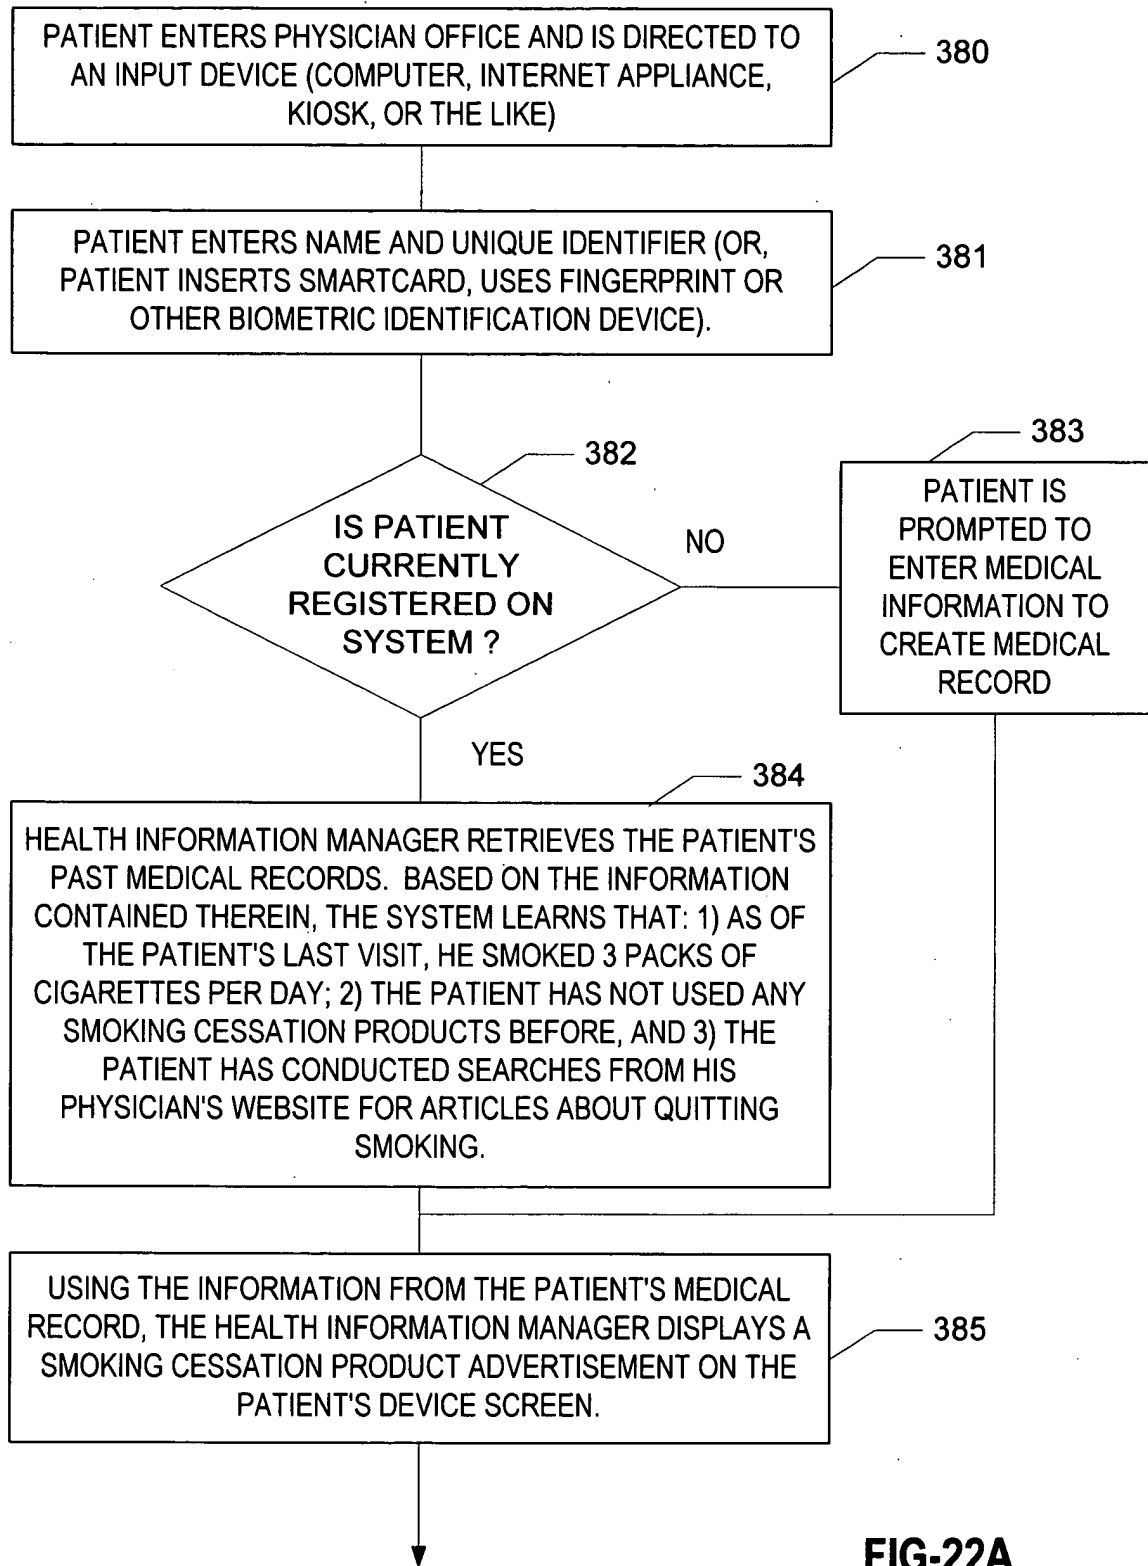 PATIENT ENTERS PHYSICIAN OFFICE AND IS DIRECTED TO
AN INPUT DEVICE (COMPUTER, INTERNET APPLIANCE,
KIOSK, OR THE LIKE)
380
PATIENT ENTERS NAME AND UNIQUE IDENTIFIER (OR,
PATIENT INSERTS SMARTCARD, USES FINGERPRINT OR
OTHER BIOMETRIC IDENTIFICATION DEVICE).
381
382
IS PATIENT
CURRENTLY
REGISTERED ON
SYSTEM ?
NO
383
PATIENT IS
PROMPTED TO
ENTER MEDICAL
INFORMATION TO
CREATE MEDICAL
RECORD
YES
384
HEALTH INFORMATION MANAGER RETRIEVES THE PATIENT'S
PAST MEDICAL RECORDS. BASED ON THE INFORMATION
CONTAINED THEREIN, THE SYSTEM LEARNS THAT: 1) AS OF
THE PATIENT'S LAST VISIT, HE SMOKED 3 PACKS OF
CIGARETTES PER DAY; 2) THE PATIENT HAS NOT USED ANY
SMOKING CESSATION PRODUCTS BEFORE, AND 3) THE
PATIENT HAS CONDUCTED SEARCHES FROM HIS
PHYSICIAN'S WEBSITE FOR ARTICLES ABOUT QUITTING
SMOKING.
USING THE INFORMATION FROM THE PATIENT'S MEDICAL
RECORD, THE HEALTH INFORMATION MANAGER DISPLAYS A
SMOKING CESSATION PRODUCT ADVERTISEMENT ON THE
PATIENT'S DEVICE SCREEN.
385
FIG-22A